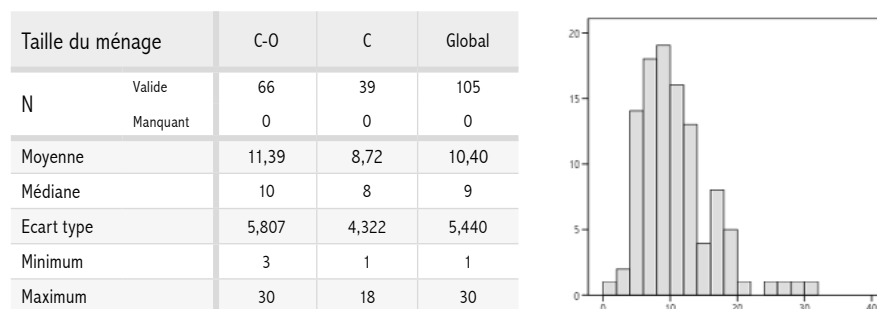 Taille du ménage C-O C Global
N Valide 66 39 105
Manquant 0 0 0
Moyenne 11,39 8,72 10,40
Médiane 10 8 9
Ecart type 5,807 4,322 5,440
Minimum 3 1 1
Maximum 30 18 30
20
15
10
5
0
0 10 20 30 40